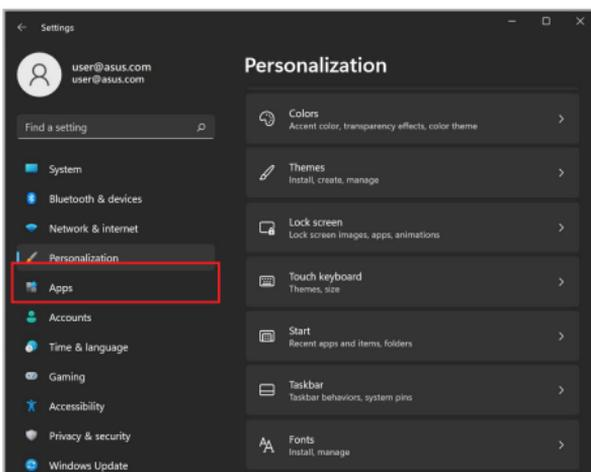 Settings
user@asus.com
user@asus.com
Find a setting
System
Bluetooth & devices
Network & internet
Personalization
Apps
Accounts
Time & language
Gaming
Accessibility
Privacy & security
Windows Update
Personalization
Colors
Accent color, transparency effects, color theme
Themes
Install, create, manage
Lock screen
Lock screen images, apps, animations
Touch keyboard
Themes, size
Start
Recent apps and items, folders
Taskbar
Taskbar behaviors, system pins
Fonts
Install, manage